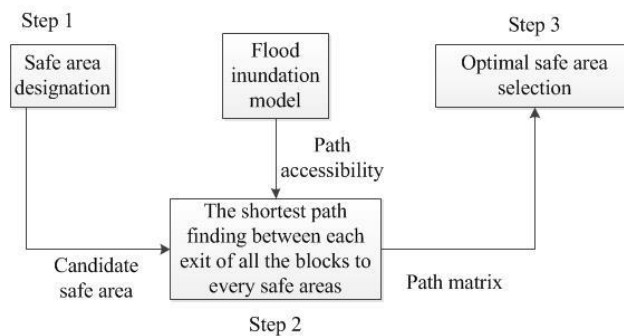 Step 1
Safe area
designation
Flood
inundation
model
Step 3
Optimal safe area
selection
Path
accessibility
The shortest path
finding between each
exit of all the blocks to
every safe areas
Candidate
safe area
Path matrix
Step 2